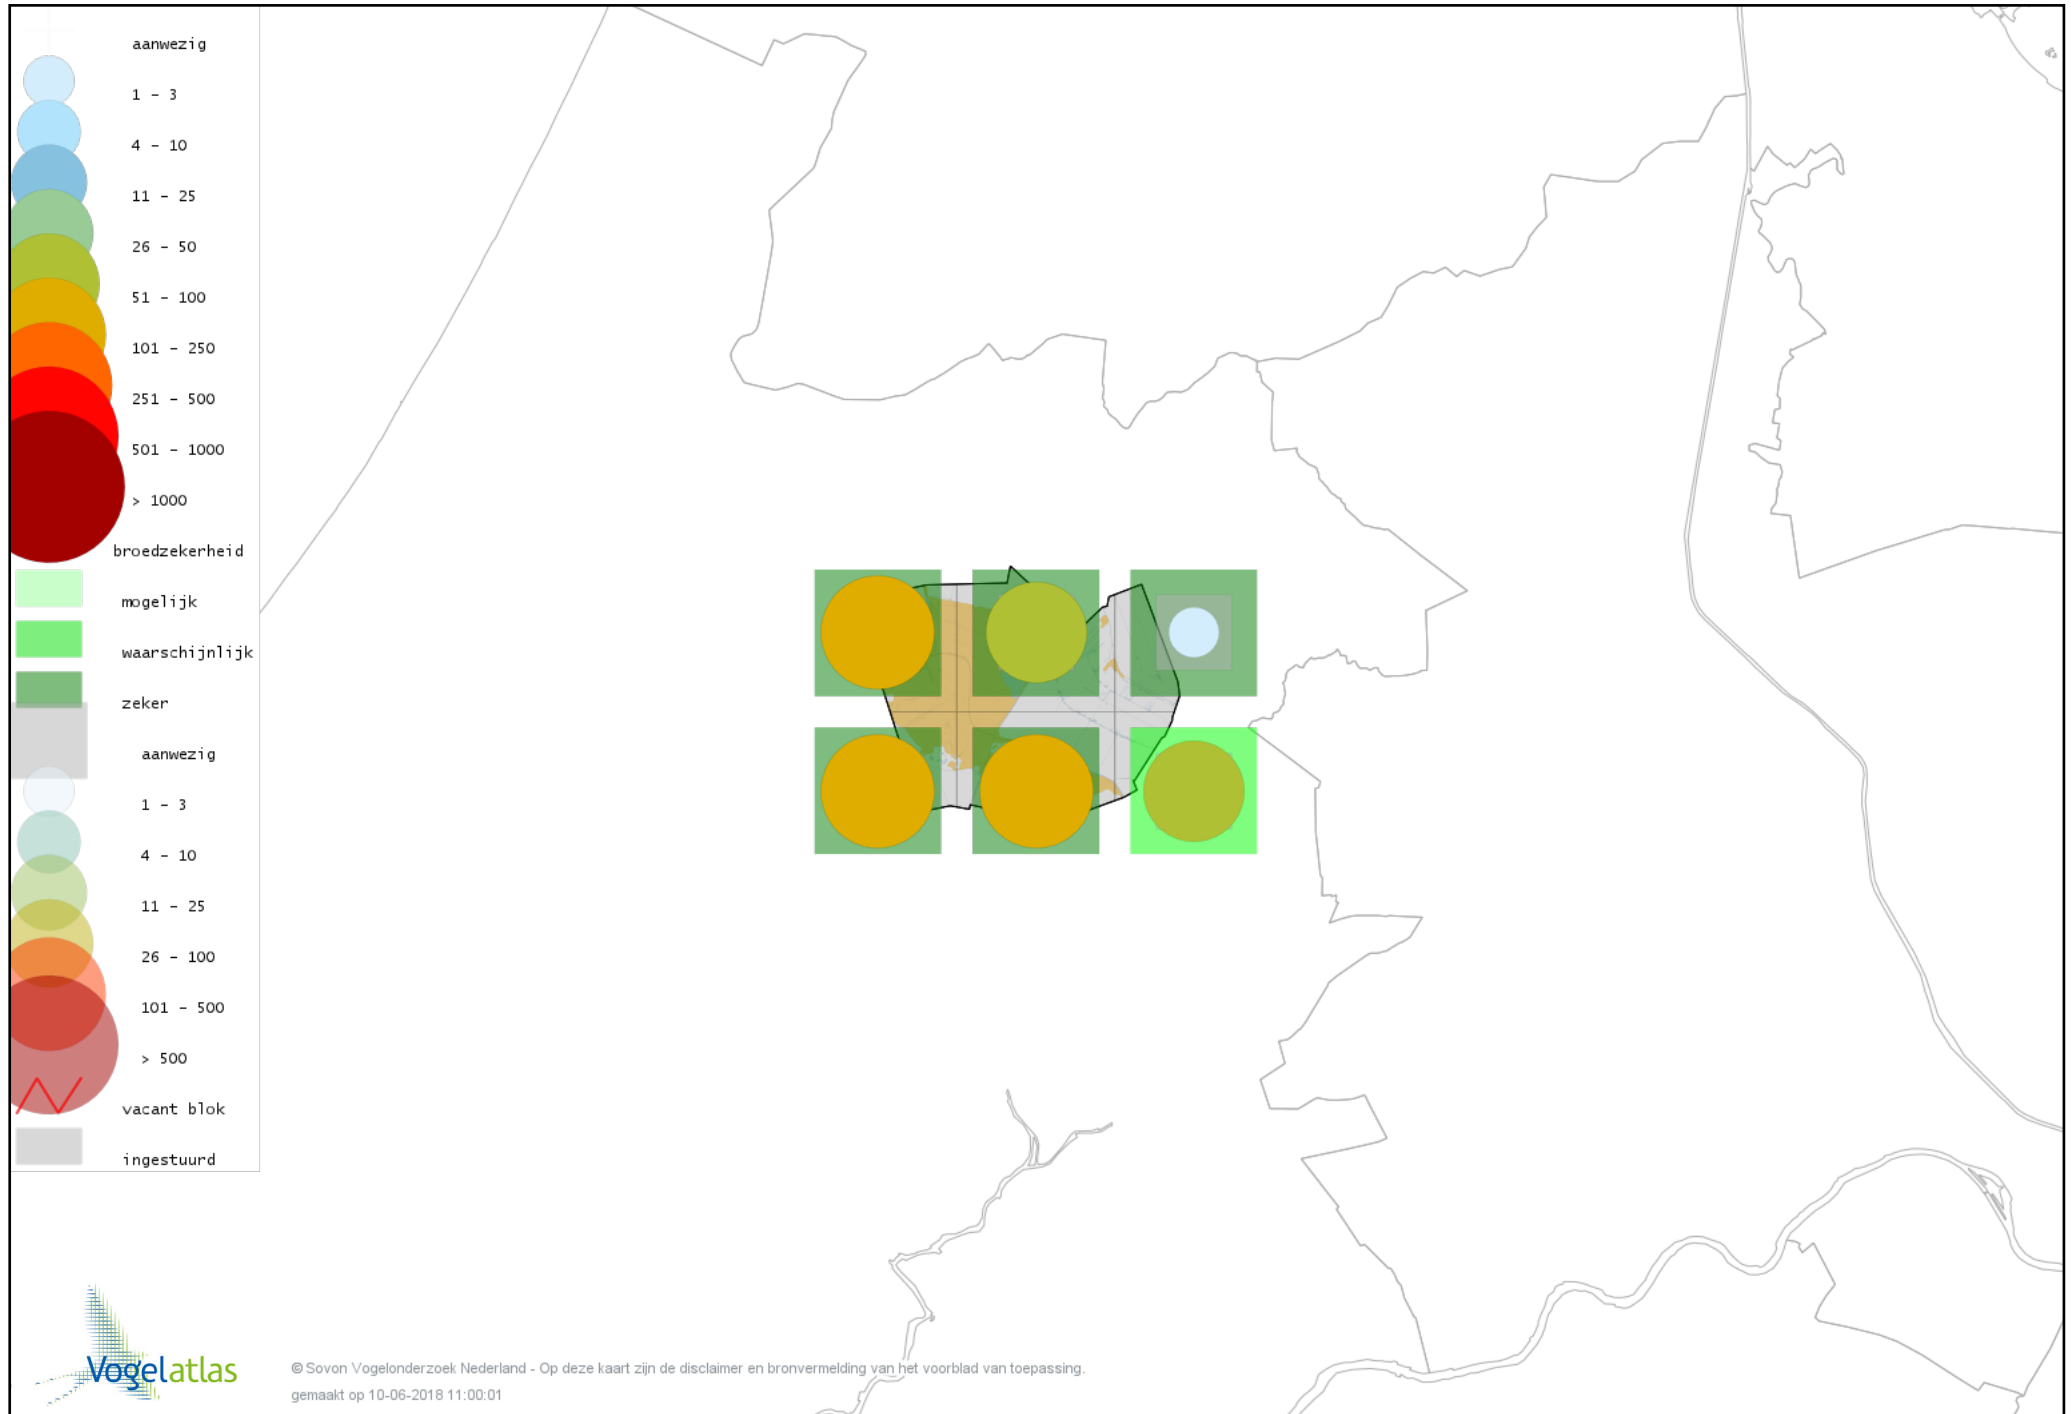 aanwezig
1 - 3
4 - 10
11 - 25
26 - 50
51 - 100
101 - 250
251 - 500
501 - 1000
> 1000
broedzekerheid
mogelijk
waarschijnlijk
zeker
aanwezig
1 - 3
4 - 10
11 - 25
26 - 100
101 - 500
> 500
vacant blok
ingestuurd
Vogelatlas
© Sovon Vogelonderzoek Nederland - Op deze kaart zijn de disclaimer en bronvermelding van het voorblad van toepassing.
gemaakt op 10-06-2018 11:00:01